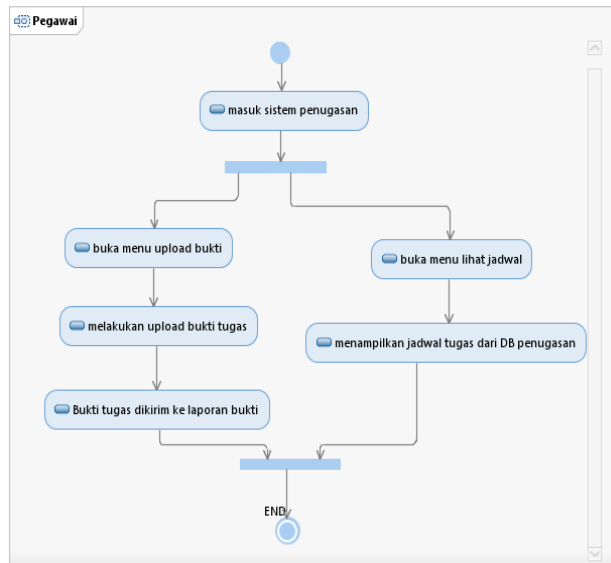 Pegawai
masuk sistem penugasan
buka menu upload bukti
buka menu lihat jadwal
melakukan upload bukti tugas
menampilkan jadwal tugas dari DB penugasan
Bukti tugas dikirim ke laporan bukti
END